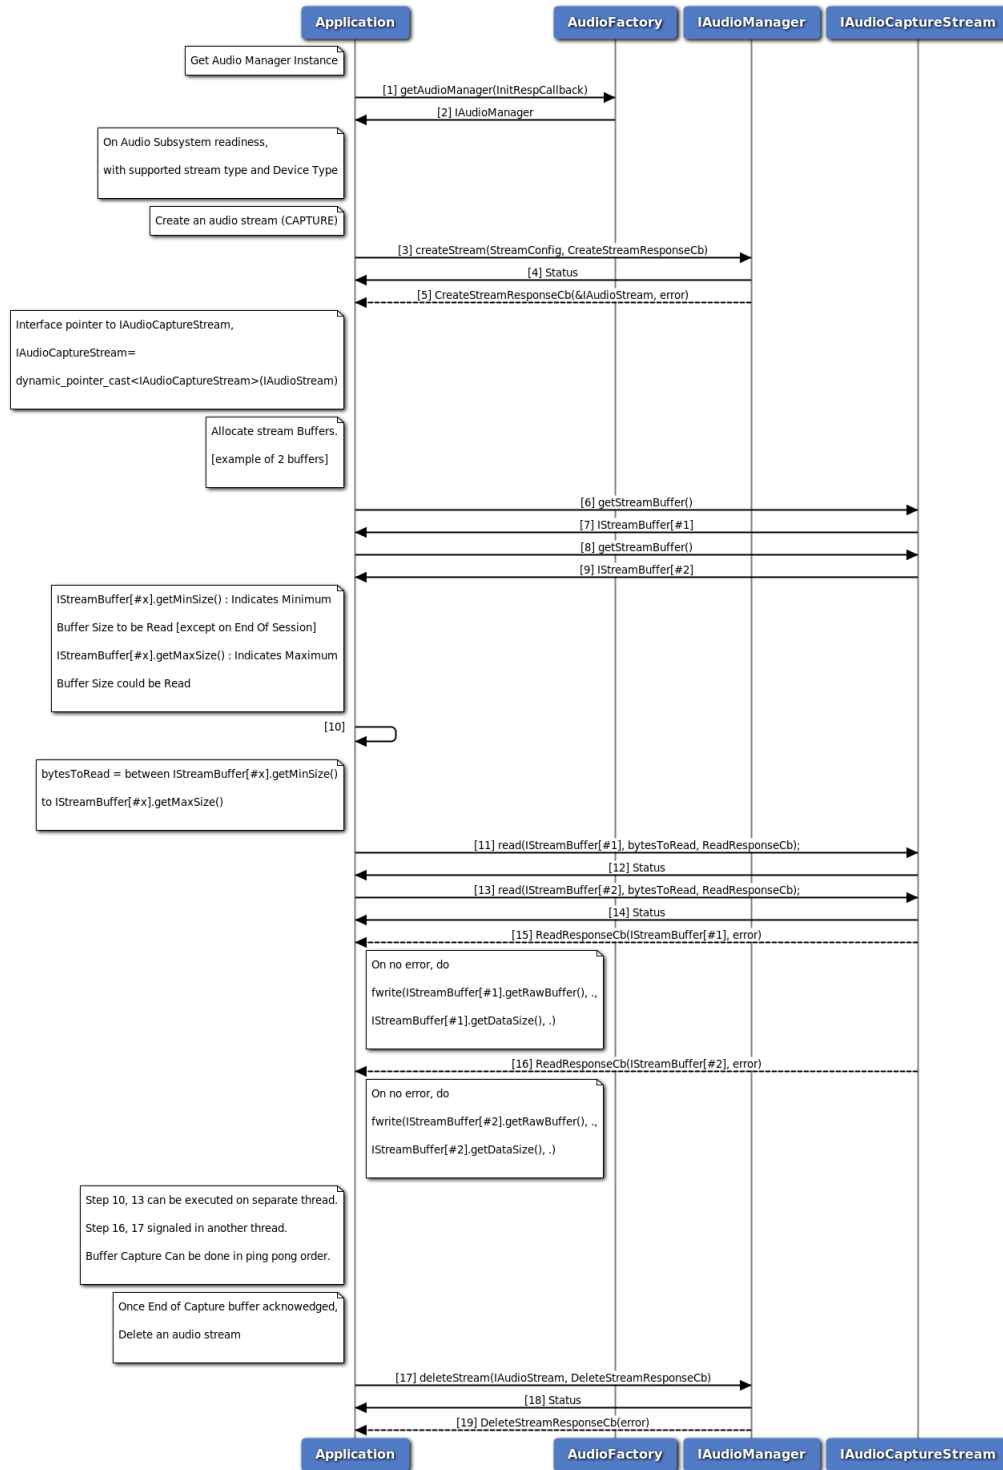 Application AudioFactory IAudioManager IAudioCaptureStream
Get Audio Manager Instance
[1] getAudioManager(InitRespCallback)
[2] IAudioManager
On Audio Subsystem readiness,
with supported stream type and Device Type
Create an audio stream (CAPTURE)
[3] createStream(StreamConfig, CreateStreamResponseCb)
[4] Status
[5] CreateStreamResponseCb(&IAudioStream, error)
Interface pointer to IAudioCaptureStream,
IAudioCaptureStream=
dynamic_pointer_cast<IAudioCaptureStream>(IAudioStream)
Allocate stream Buffers.
[example of 2 buffers]
[6] getStreamBuffer()
[7] IStreamBuffer[#1]
[8] getStreamBuffer()
[9] IStreamBuffer[#2]
IStreamBuffer[#x].getMinSize() : Indicates Minimum
Buffer Size to be Read [except on End Of Session]
IStreamBuffer[#x].getMaxSize() : Indicates Maximum
Buffer Size could be Read
[10]
bytesToRead = between IStreamBuffer[#x].getMinSize()
to IStreamBuffer[#x].getMaxSize()
[11] read(IStreamBuffer[#1], bytesToRead, ReadResponseCb);
[12] Status
[13] read(IStreamBuffer[#2], bytesToRead, ReadResponseCb);
[14] Status
[15] ReadResponseCb(IStreamBuffer[#1], error)
On no error, do
fwrite(IStreamBuffer[#1].getRawBuffer(), .,
IStreamBuffer[#1].getDataSize(), .)
[16] ReadResponseCb(IStreamBuffer[#2], error)
On no error, do
fwrite(IStreamBuffer[#2].getRawBuffer(), .,
IStreamBuffer[#2].getDataSize(), .)
Step 10, 13 can be executed on separate thread.
Step 16, 17 signaled in another thread.
Buffer Capture Can be done in ping pong order.
Once End of Capture buffer acknowedged,
Delete an audio stream
[17] deleteStream(IAudioStream, DeleteStreamResponseCb)
[18] Status
[19] DeleteStreamResponseCb(error)
Application AudioFactory IAudioManager IAudioCaptureStream